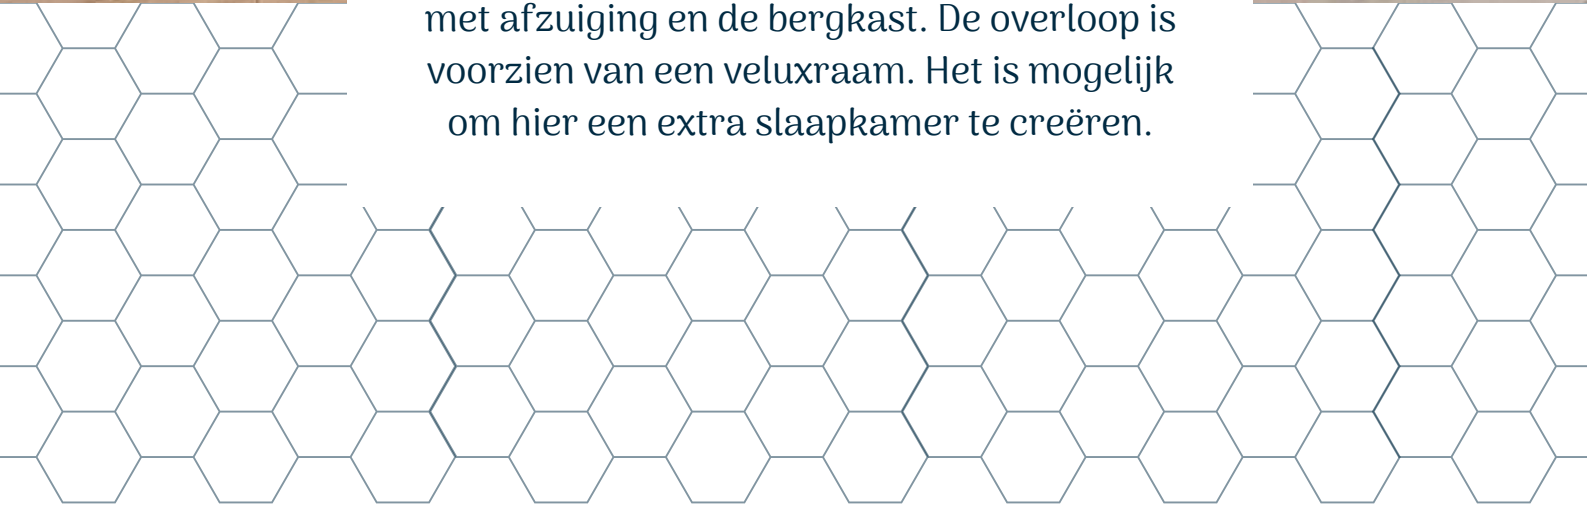 met afzuiging en de bergkast. De overloop is
voorzien van een veluxraam. Het is mogelijk
om hier een extra slaapkamer te creëren.